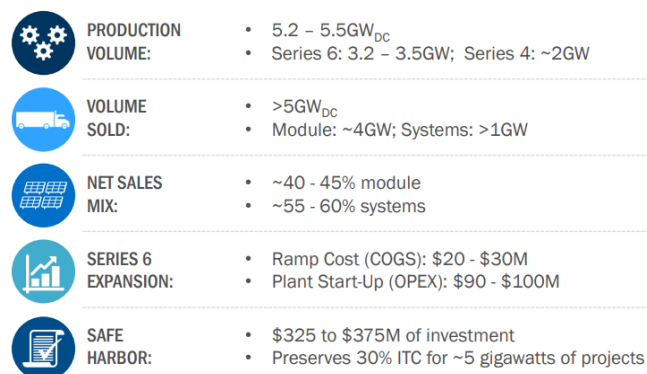 PRODUCTION VOLUME:
• 5.2 – 5.5GWDC
• Series 6: 3.2 – 3.5GW; Series 4: ~2GW
VOLUME SOLD:
• >5GWDC
• Module: ~4GW; Systems: >1GW
NET SALES MIX:
• ~40 - 45% module
• ~55 - 60% systems
SERIES 6 EXPANSION:
• Ramp Cost (COGS): $20 - $30M
• Plant Start-Up (OPEX): $90 - $100M
SAFE HARBOR:
• $325 to $375M of investment
• Preserves 30% ITC for ~5 gigawatts of projects